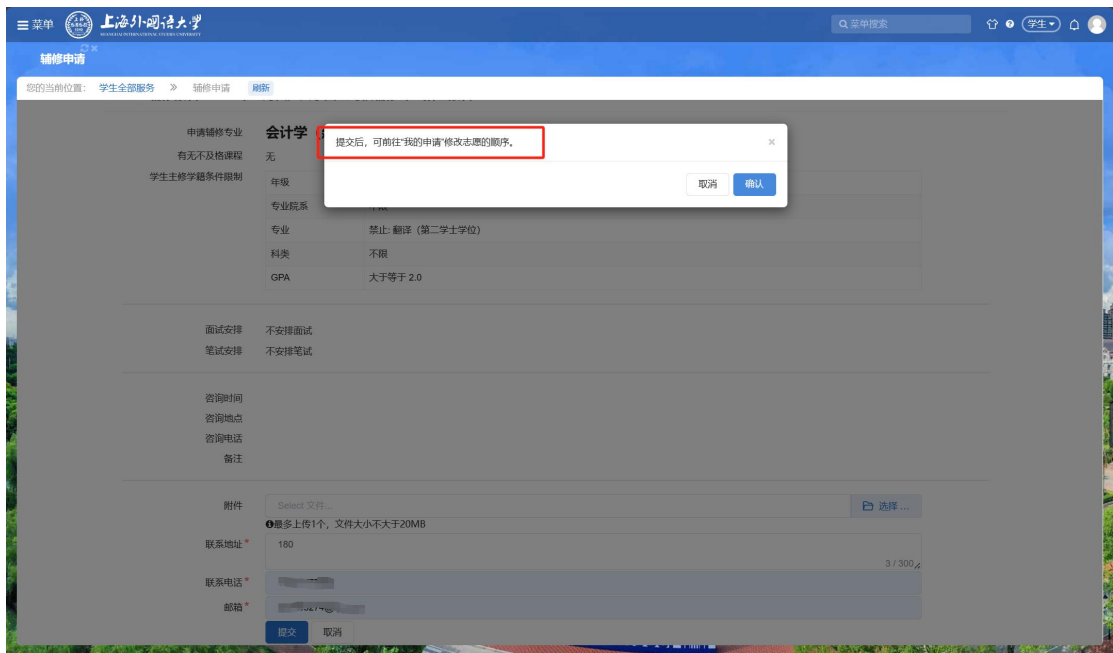 菜单
上海外国语大学
SHANGHAI INTERNATIONAL STUDIES UNIVERSITY
菜单搜索
学生
辅修申请
您的当前位置: 学生全部服务 辅修申请 刷新
申请辅修专业 会计学
提交后,可前往"我的申请"修改志愿的顺序。
取消 确认
有无不及格课程 无
学生主修学籍条件限制
年级
专业院系
专业 禁止: 翻译（第二学士学位）
科类 不限
GPA 大于等于 2.0
面试安排 不安排面试
笔试安排 不安排笔试
咨询时间
咨询地点
咨询电话
备注
附件 Select 文件... 选择 ...
最多上传1个，文件大小不大于20MB
联系地址* 180
3 / 300
联系电话*
邮箱*
提交 取消